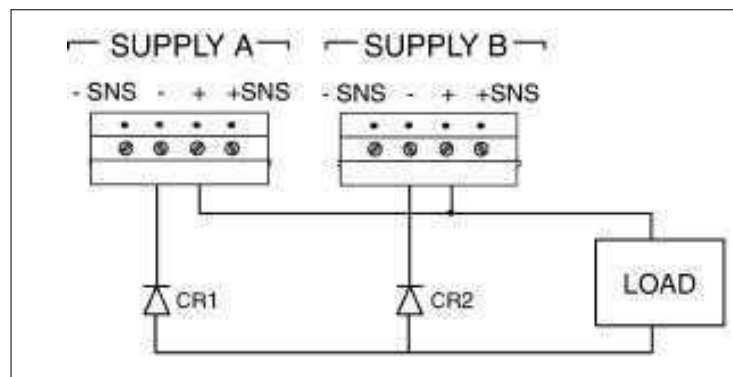 SUPPLY A SUPPLY B
- SNS - + +SNS - SNS - + +SNS
CR1 CR2 LOAD